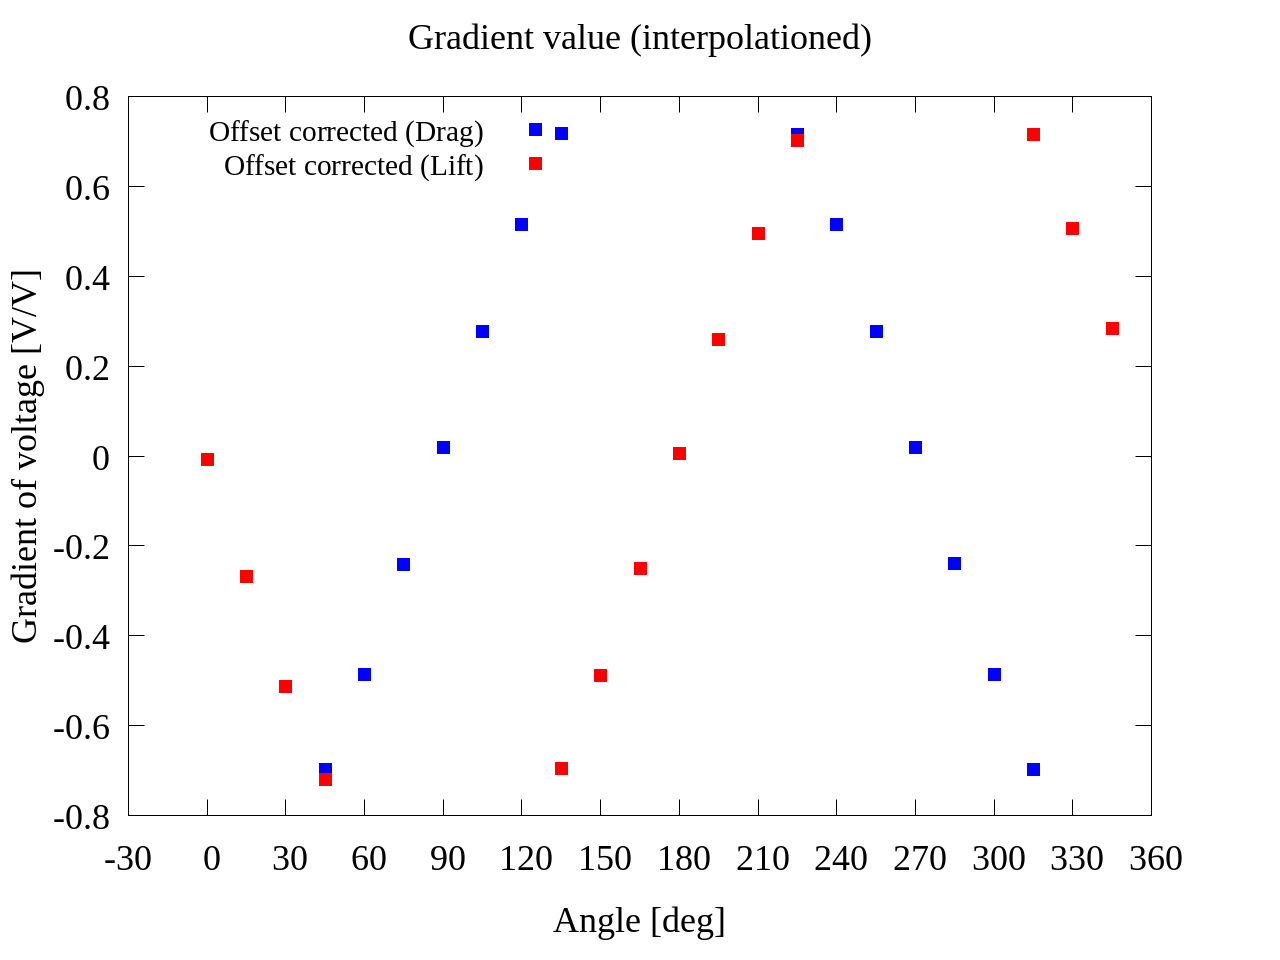 Gradient value (interpolationed)
Offset corrected (Drag)
Offset corrected (Lift)
0.8
0.6
0.4
0.2
0
-0.2
-0.4
-0.6
-0.8
Gradient of voltage [V/V]
-30 0 30 60 90 120 150 180 210 240 270 300 330 360
Angle [deg]